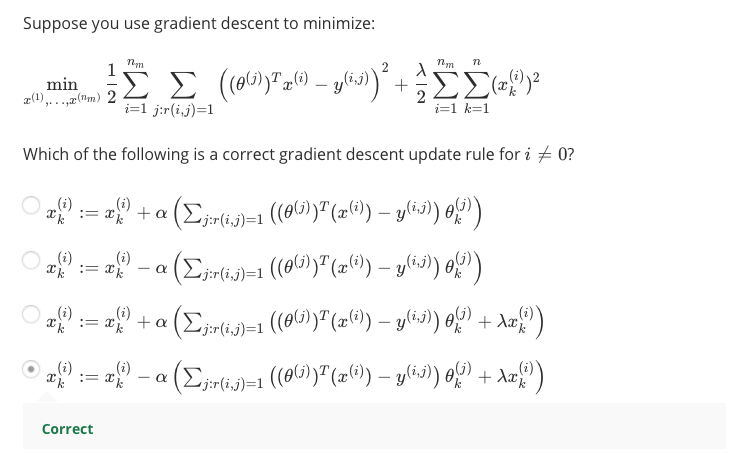 Suppose you use gradient descent to minimize:
$\min_{x^{(1)},\ldots,x^{(n_m)}} \frac{1}{2} \sum_{i=1}^{n_m} \sum_{j:r(i,j)=1} \left( (\theta^{(j)})^T x^{(i)} - y^{(i,j)} \right)^2 + \frac{\lambda}{2} \sum_{i=1}^{n_m} \sum_{k=1}^{n} (x_k^{(i)})^2$
Which of the following is a correct gradient descent update rule for $i \neq 0$?
$x_k^{(i)} := x_k^{(i)} + \alpha \left( \sum_{j:r(i,j)=1} \left( (\theta^{(j)})^T (x^{(i)}) - y^{(i,j)} \right) \theta_k^{(j)} \right)$
$x_k^{(i)} := x_k^{(i)} - \alpha \left( \sum_{j:r(i,j)=1} \left( (\theta^{(j)})^T (x^{(i)}) - y^{(i,j)} \right) \theta_k^{(j)} \right)$
$x_k^{(i)} := x_k^{(i)} + \alpha \left( \sum_{j:r(i,j)=1} \left( (\theta^{(j)})^T (x^{(i)}) - y^{(i,j)} \right) \theta_k^{(j)} + \lambda x_k^{(i)} \right)$
$x_k^{(i)} := x_k^{(i)} - \alpha \left( \sum_{j:r(i,j)=1} \left( (\theta^{(j)})^T (x^{(i)}) - y^{(i,j)} \right) \theta_k^{(j)} + \lambda x_k^{(i)} \right)$
Correct